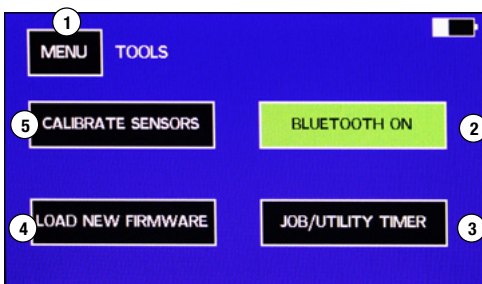 1
MENU TOOLS
5 CALIBRATE SENSORS BLUETOOTH ON 2
4 LOAD NEW FIRMWARE JOB/UTILITY TIMER 3